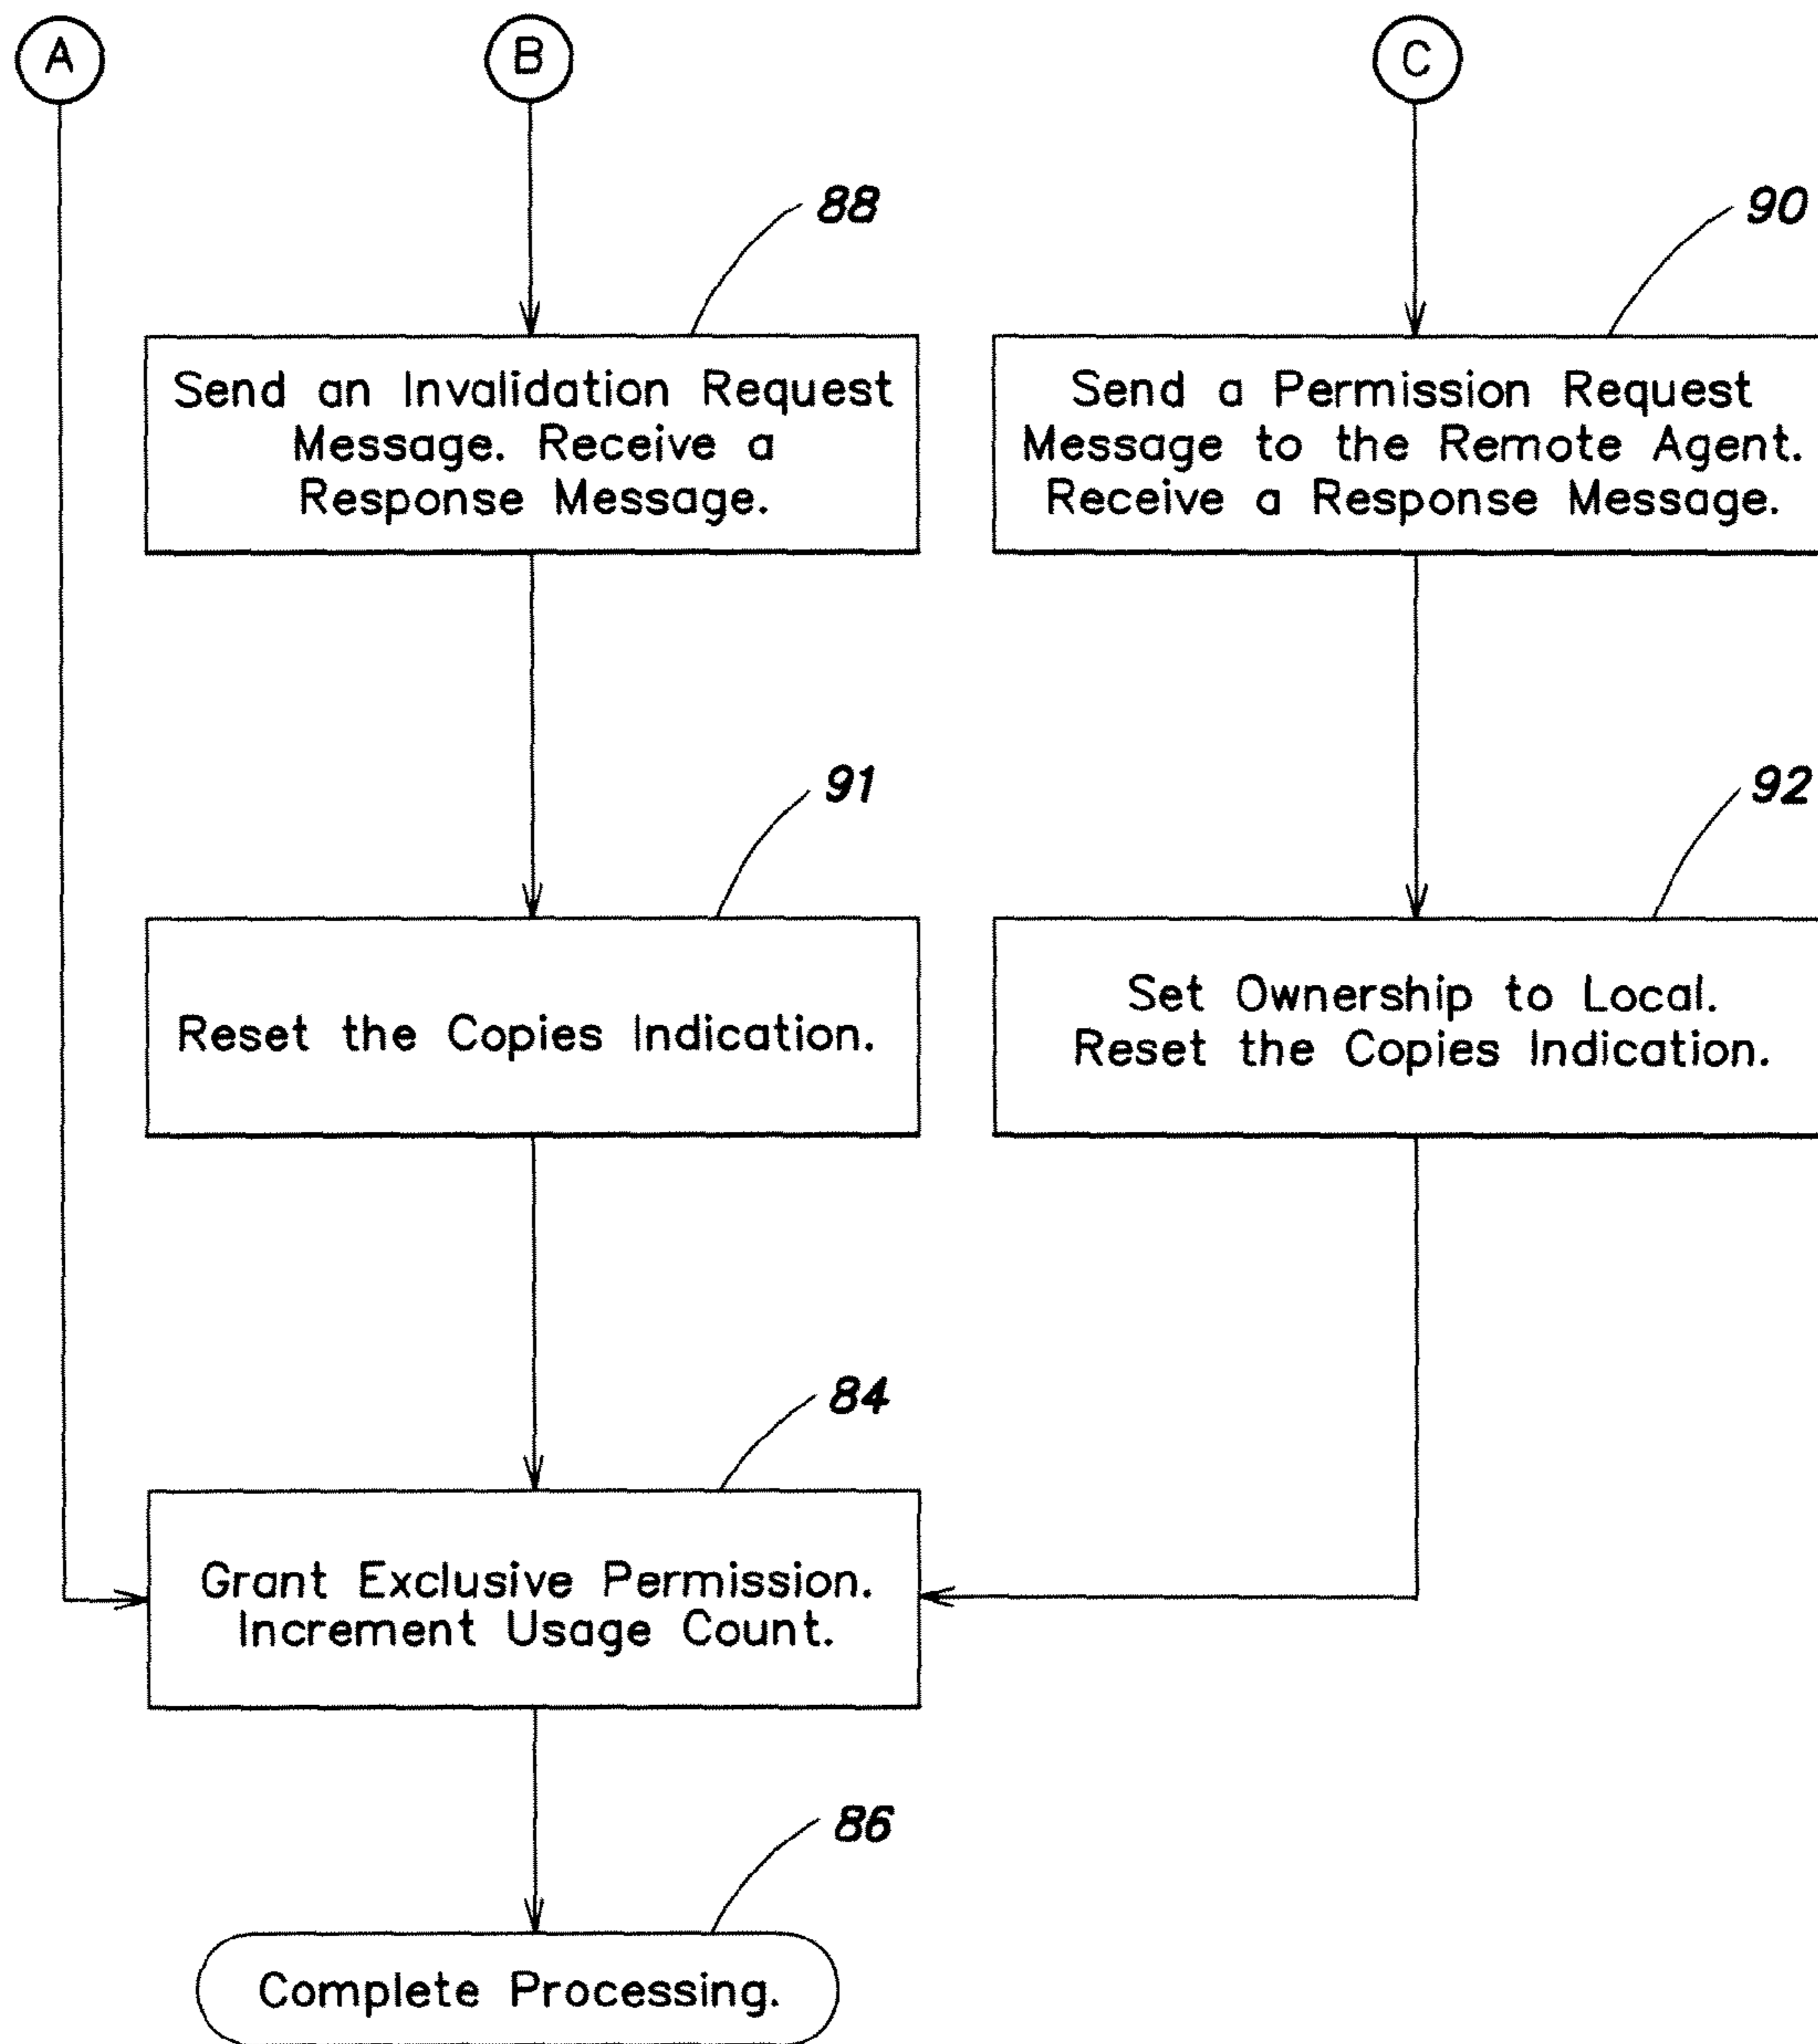 A
B
C
88
90
Send an Invalidation Request
Message. Receive a
Response Message.
Send a Permission Request
Message to the Remote Agent.
Receive a Response Message.
91
92
Reset the Copies Indication.
Set Ownership to Local.
Reset the Copies Indication.
84
Grant Exclusive Permission.
Increment Usage Count.
86
Complete Processing.